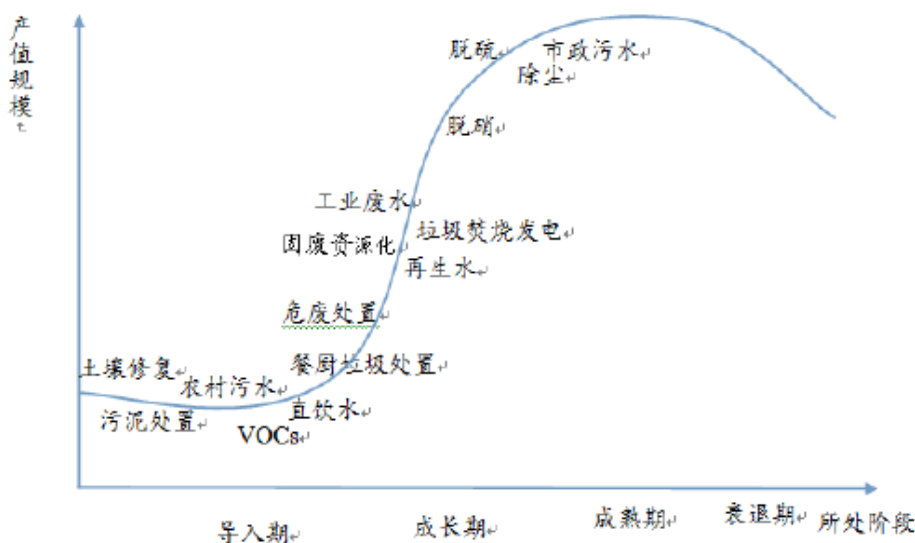 产值规模
脱硫
市政污水
除尘
脱硝
工业废水
垃圾焚烧发电
固废资源化
再生水
危废处置
餐厨垃圾处置
土壤修复
农村污水
直饮水
污泥处置
VOCs
导入期
成长期
成熟期
衰退期
所处阶段